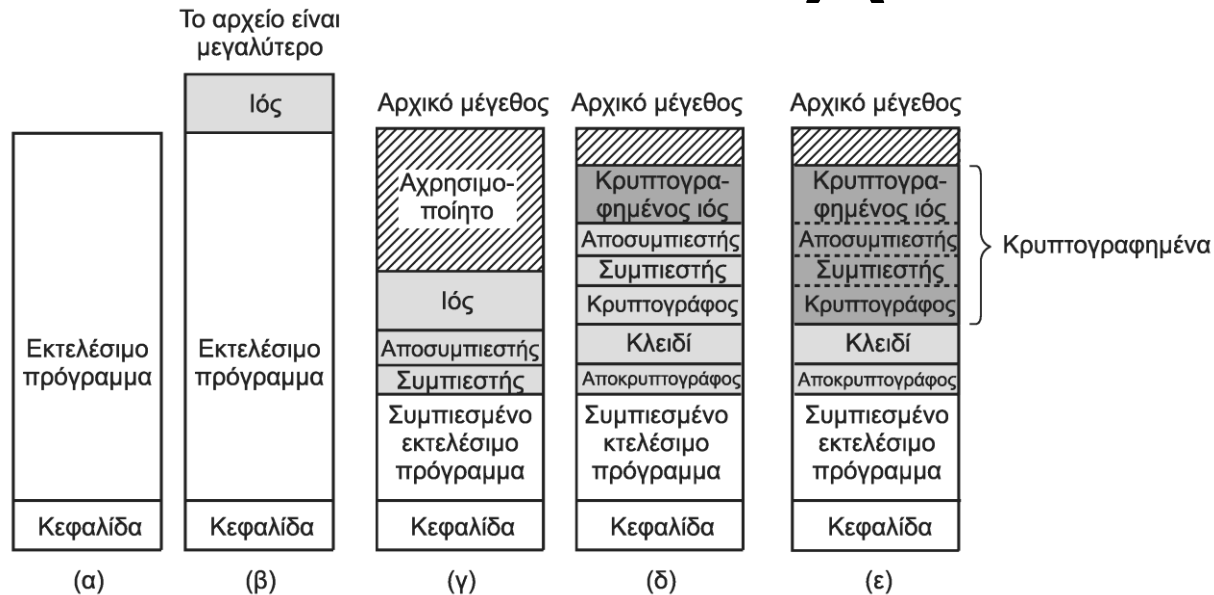 Το αρχείο είναι
μεγαλύτερο
Ιός
Εκτελέσιμο
πρόγραμμα
Κεφαλίδα
(α)
Εκτελέσιμο
πρόγραμμα
Κεφαλίδα
(β)
Αρχικό μέγεθος
Αχρησιμο-
ποίητο
Ιός
Αποσυμπιεστής
Συμπιεστής
Συμπιεσμένο
εκτελέσιμο
πρόγραμμα
Κεφαλίδα
(γ)
Αρχικό μέγεθος
Κρυπτογρα-
φημένος ιός
Αποσυμπιεστής
Συμπιεστής
Κρυπτογράφος
Κλειδί
Αποκρυπτογράφος
Συμπιεσμένο
κτελέσιμο
πρόγραμμα
Κεφαλίδα
(δ)
Αρχικό μέγεθος
Κρυπτογρα-
φημένος ιός
Αποσυμπιεστής
Συμπιεστής
Κρυπτογράφος
Κλειδί
Αποκρυπτογράφος
Συμπιεσμένο
εκτελέσιμο
πρόγραμμα
Κεφαλίδα
(ε)
Κρυπτογραφημένα